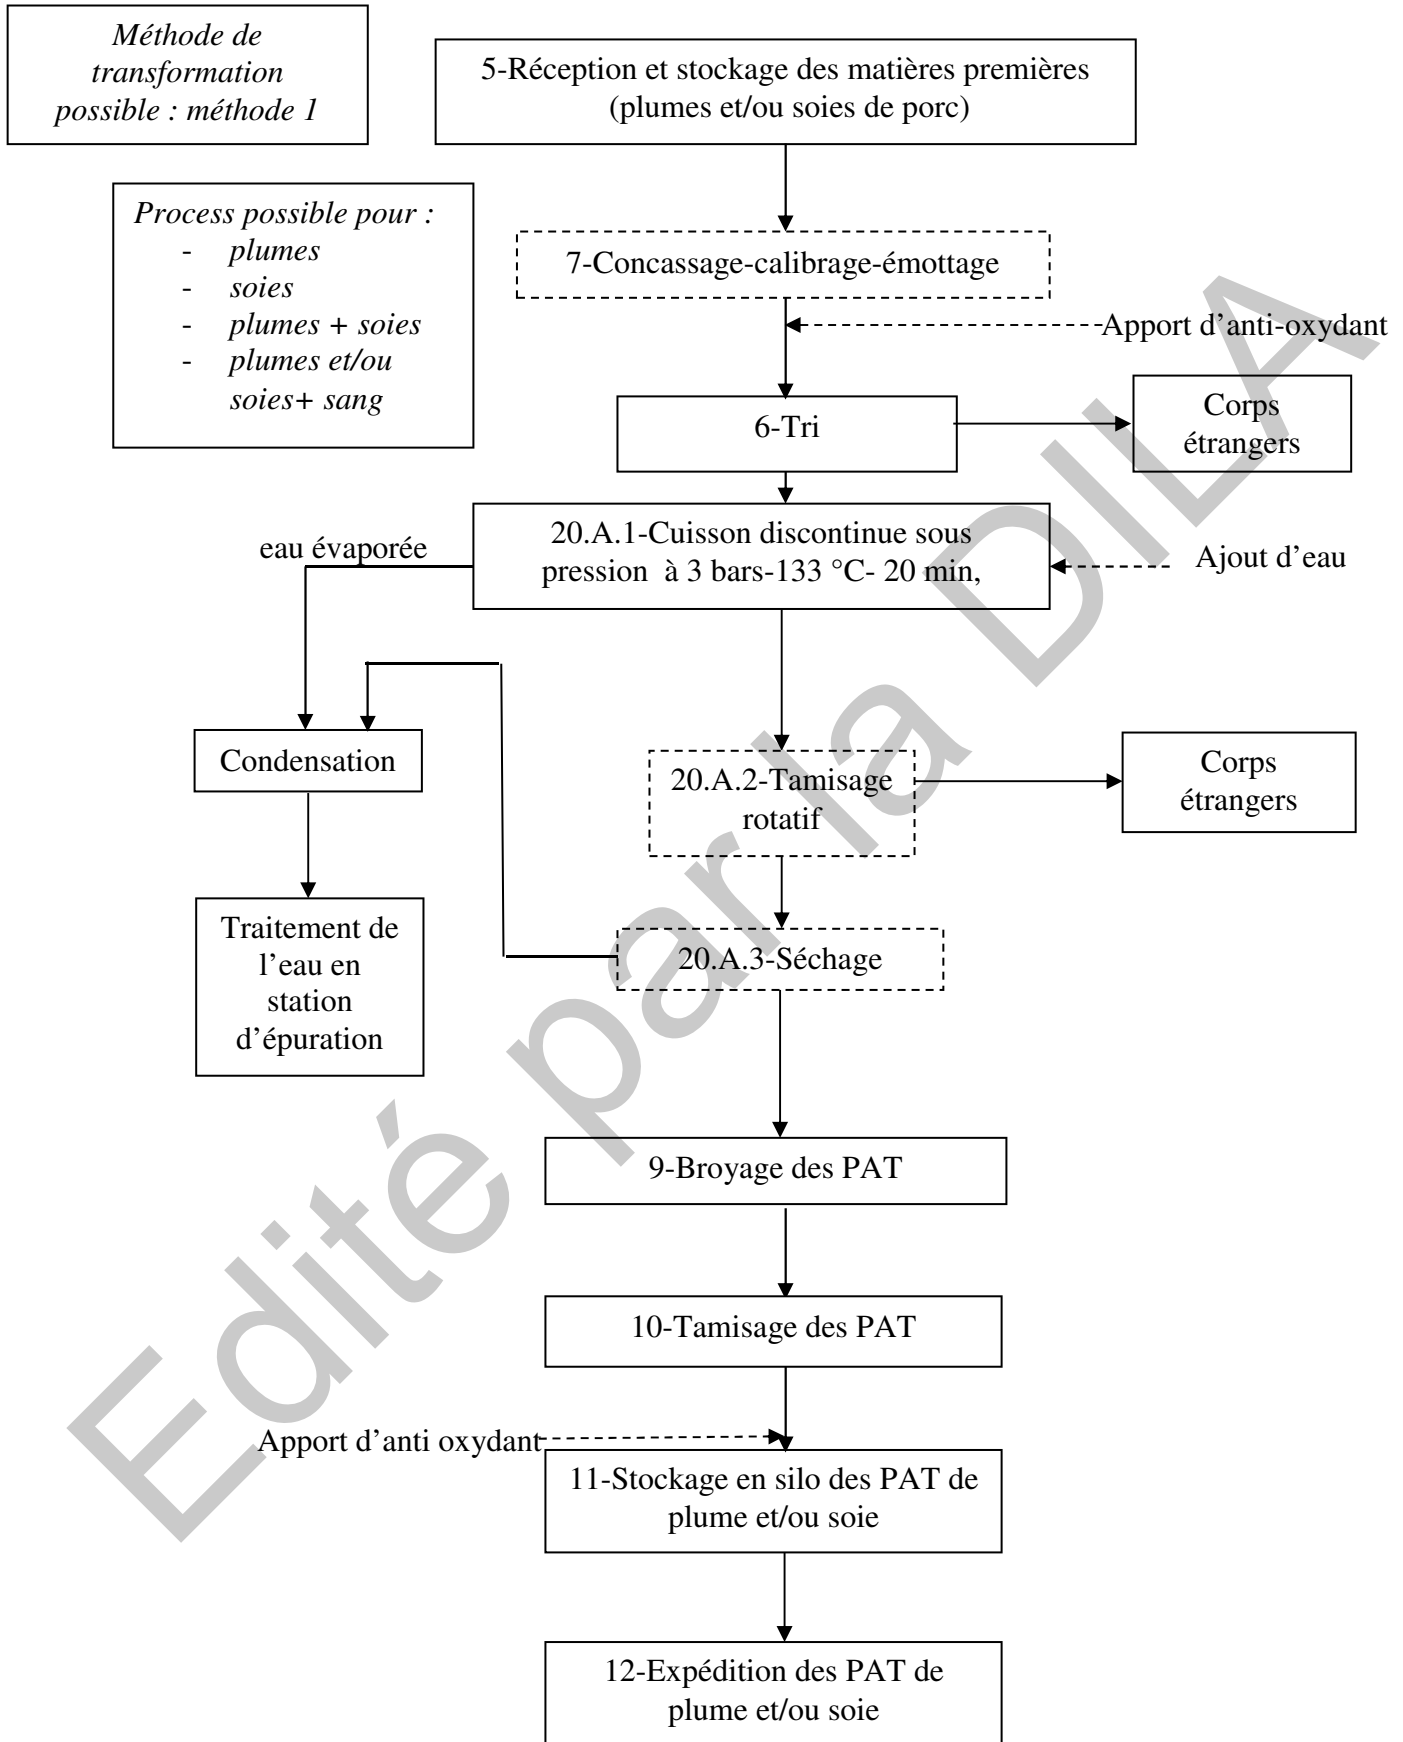 Méthode de
transformation
possible : méthode 1
5-Réception et stockage des matières premières
(plumes et/ou soies de porc)
Process possible pour :
- plumes
- soies
- plumes + soies
- plumes et/ou
soies+ sang
7-Concassage-calibrage-émottage
Apport d’anti-oxydant
6-Tri
Corps
étrangers
20.A.1-Cuisson discontinue sous
pression à 3 bars-133 °C- 20 min,
eau évaporée
Ajout d’eau
Condensation
20.A.2-Tamisage
rotatif
Corps
étrangers
Traitement de
l’eau en
station
d’épuration
20.A.3-Séchage
9-Broyage des PAT
10-Tamisage des PAT
Apport d’anti oxydant
11-Stockage en silo des PAT de
plume et/ou soie
12-Expédition des PAT de
plume et/ou soie
Edité par la DILA